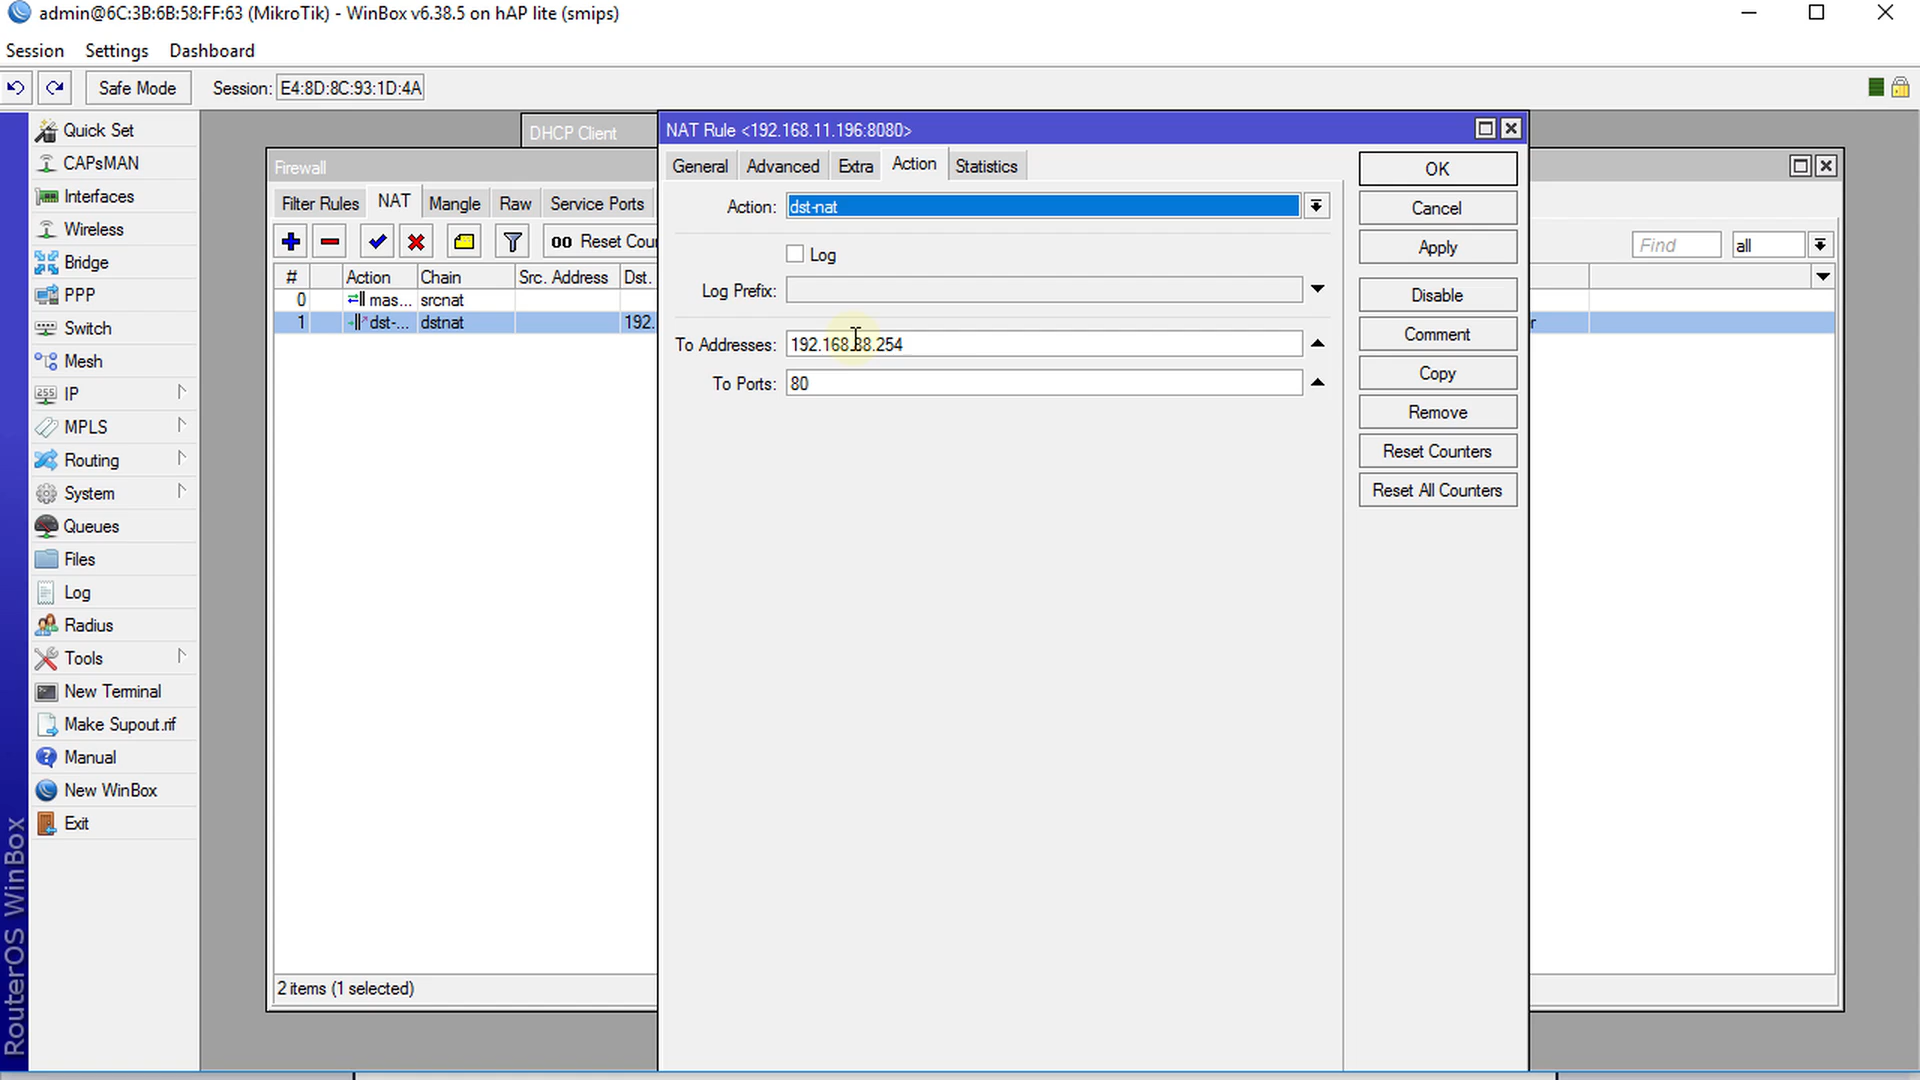 admin@6C:3B:6B:58:FF:63 (MikroTik) - WinBox v6.38.5 on hAP lite (smips)
Session Settings Dashboard
Safe Mode Session: E4:8D:8C:93:1D:4A
Quick Set
CAPsMAN
Interfaces
Wireless
Bridge
PPP
Switch
Mesh
IP
MPLS
Routing
System
Queues
Files
Log
Radius
Tools
New Terminal
Make Supout.rif
Manual
New WinBox
Exit
RouterOS WinBox
DHCP Client
Firewall
Filter Rules NAT Mangle Raw Service Ports
00 Reset Cou
Find all
# Action Chain Src. Address Dst.
0 mas... srcnat
1 dst-... dstnat 192.
2 items (1 selected)
NAT Rule <192.168.11.196:8080>
General Advanced Extra Action Statistics
Action: dst-nat
Log
Log Prefix:
To Addresses: 192.168.88.254
To Ports: 80
OK
Cancel
Apply
Disable
Comment
Copy
Remove
Reset Counters
Reset All Counters